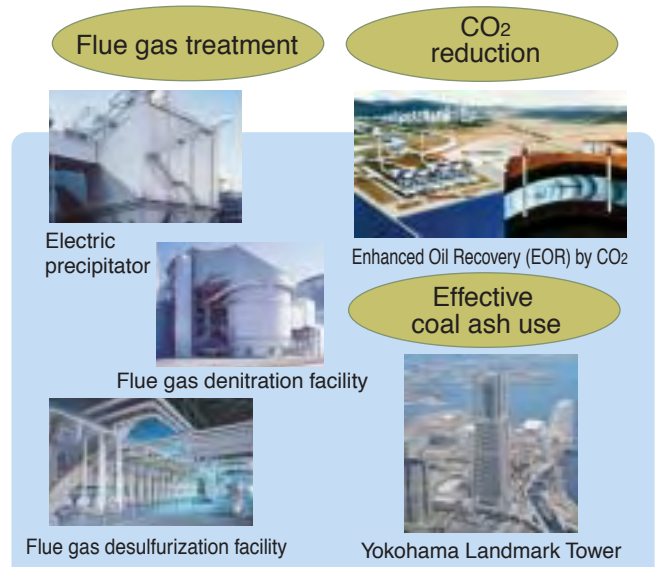 Flue gas treatment
CO2
reduction
Electric
precipitator
Enhanced Oil Recovery (EOR) by CO2
Flue gas denitration facility
Effective
coal ash use
Flue gas desulfurization facility
Yokohama Landmark Tower